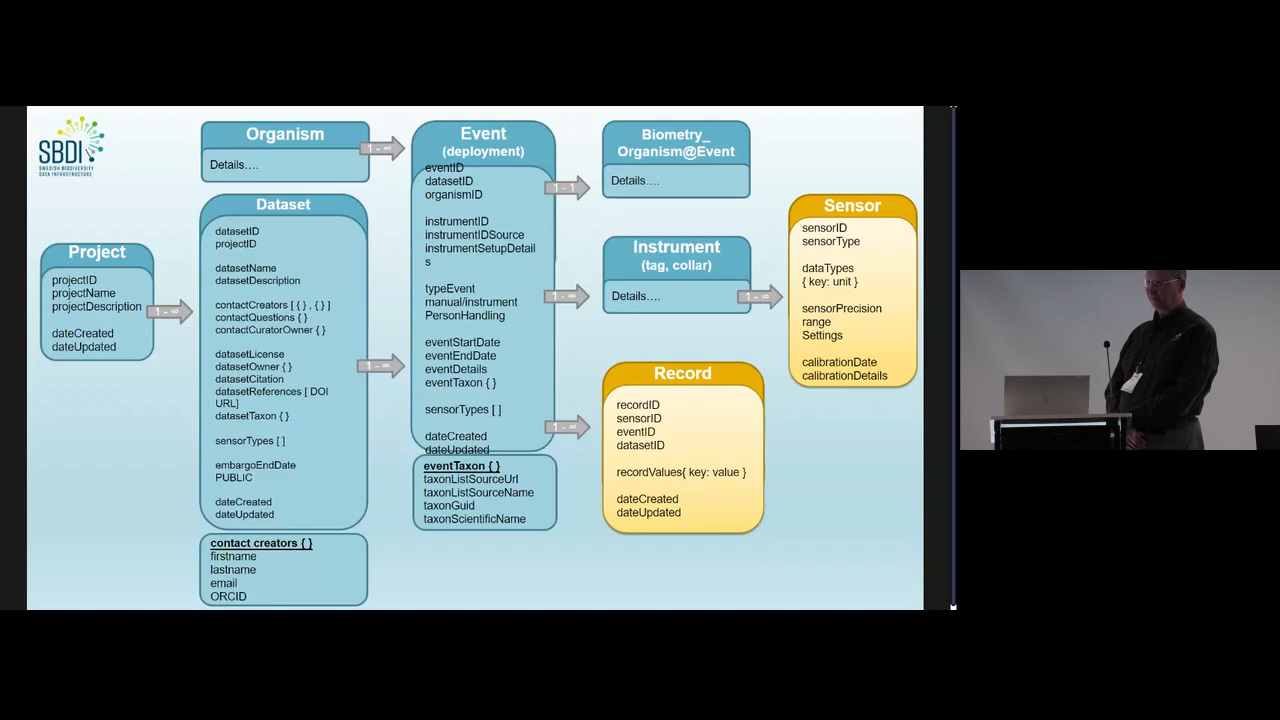 SBDI
SWEDISH BIODIVERSITY
DATA INFRASTRUCTURE
Project
projectID
projectName
projectDescription
dateCreated
dateUpdated
1 - ∞
Organism
Details....
1 - ∞
Dataset
datasetID
projectID
datasetName
datasetDescription
contactCreators [ { } , { } ]
contactQuestions { }
contactCuratorOwner { }
datasetLicense
datasetOwner { }
datasetCitation
datasetReferences [ DOI
URL]
datasetTaxon { }
sensorTypes [ ]
embargoEndDate
PUBLIC
dateCreated
dateUpdated
1 - ∞
contact creators { }
firstname
lastname
email
ORCID
Event
(deployment)
eventID
datasetID
organismID
instrumentID
instrumentIDSource
instrumentSetupDetail
s
typeEvent
manual/instrument
PersonHandling
eventStartDate
eventEndDate
eventDetails
eventTaxon { }
sensorTypes [ ]
dateCreated
dateUpdated
eventTaxon { }
taxonListSourceUrl
taxonListSourceName
taxonGuid
taxonScientificName
1 - 1
1 - ∞
1 - ∞
Biometry_
Organism@Event
Details....
Instrument
(tag, collar)
Details....
1 - ∞
Record
recordID
sensorID
eventID
datasetID
recordValues{ key: value }
dateCreated
dateUpdated
Sensor
sensorID
sensorType
dataTypes
{ key: unit }
sensorPrecision
range
Settings
calibrationDate
calibrationDetails